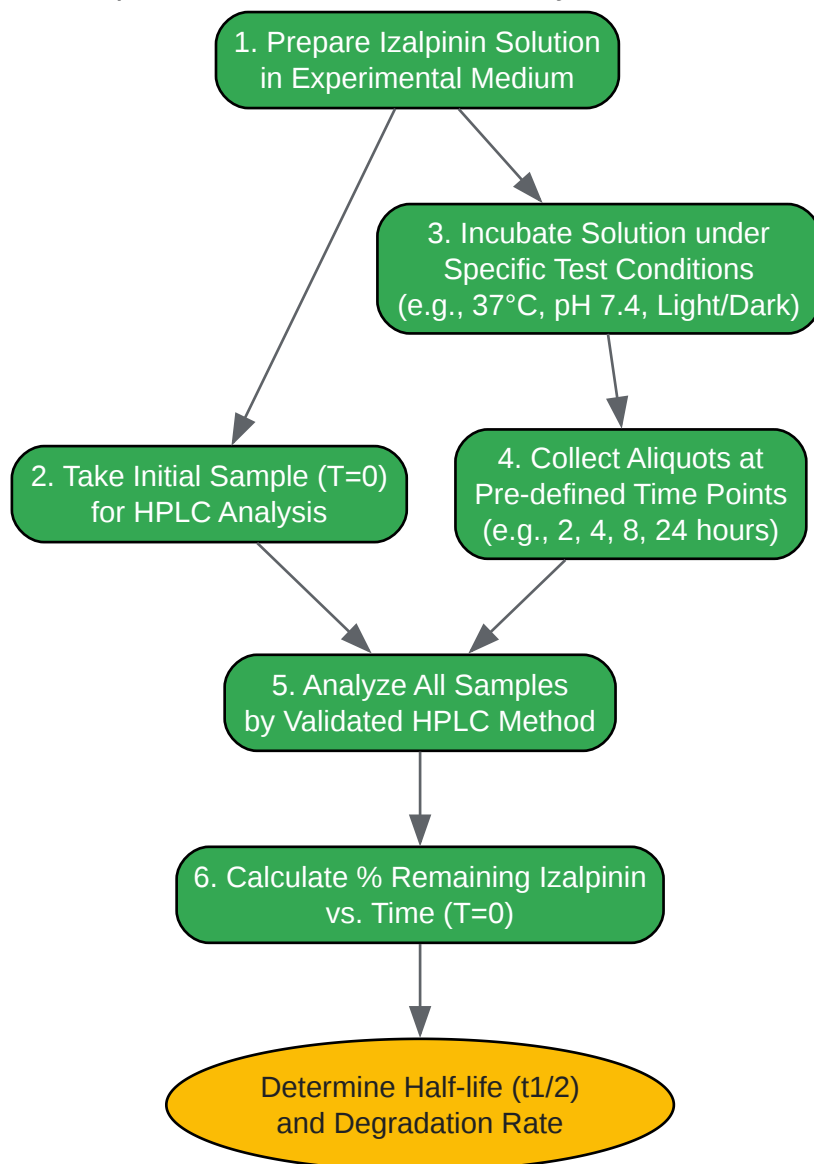 1. Prepare Izalpinin Solution
in Experimental Medium
3. Incubate Solution under
Specific Test Conditions
(e.g., 37°C, pH 7.4, Light/Dark)
2. Take Initial Sample (T=0)
for HPLC Analysis
4. Collect Aliquots at
Pre-defined Time Points
(e.g., 2, 4, 8, 24 hours)
5. Analyze All Samples
by Validated HPLC Method
6. Calculate % Remaining Izalpinin
vs. Time (T=0)
Determine Half-life (t1/2)
and Degradation Rate